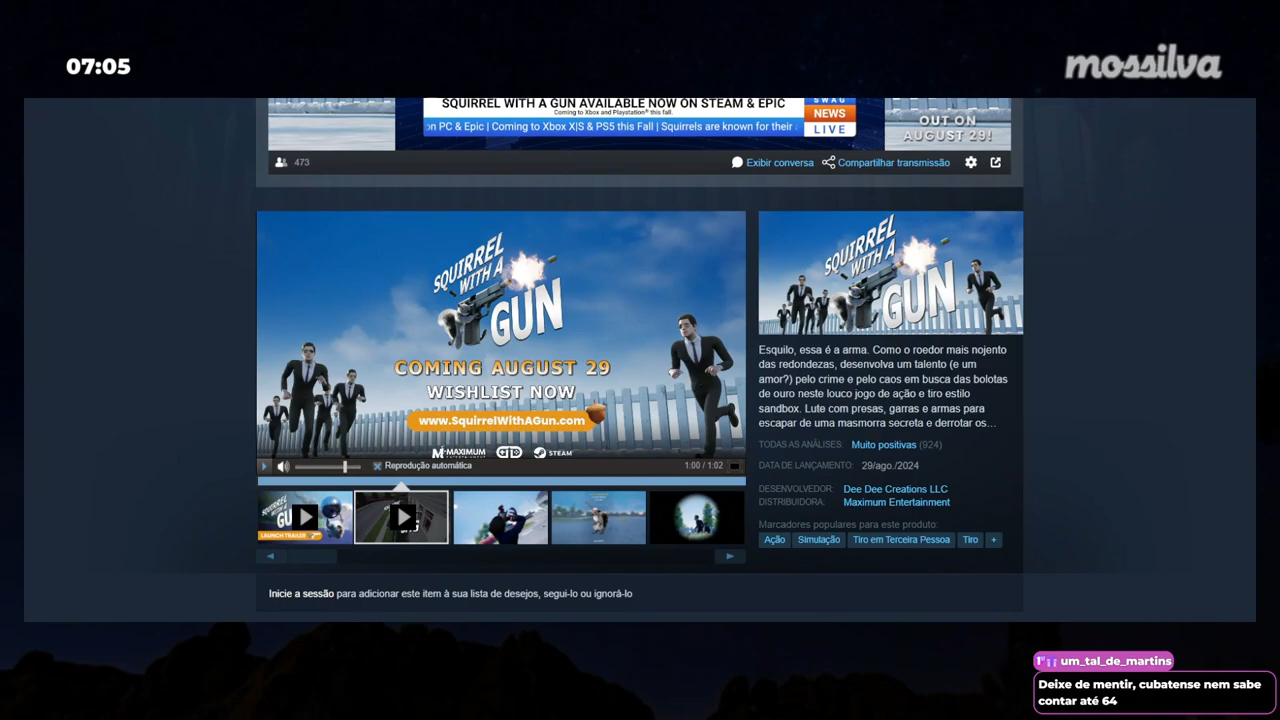 07:05
mossilva
SQUIRREL WITH A GUN AVAILABLE NOW ON STEAM & EPIC
Coming to Xbox and Playstation® this fall.
on PC & Epic | Coming to Xbox X|S & PS5 this Fall | Squirrels are known for their
SWAG
NEWS
LIVE
OUT ON
AUGUST 29!
473
Exibir conversa
Compartilhar transmissão
SQUIRREL
WITH A
GUN
COMING AUGUST 29
WISHLIST NOW
www.SquirrelWithAGun.com
MAXIMUM
STEAM
Reprodução automática
1:00 / 1:02
LAUNCH TRAILER
SQUIRREL
WITH A
GUN
Esquilo, essa é a arma. Como o roedor mais nojento
das redondezas, desenvolva um talento (e um
amor?) pelo crime e pelo caos em busca das bolotas
de ouro neste louco jogo de ação e tiro estilo
sandbox. Lute com presas, garras e armas para
escapar de uma masmorra secreta e derrotar os…
TODAS AS ANÁLISES: Muito positivas (924)
DATA DE LANÇAMENTO: 29/ago./2024
DESENVOLVEDOR: Dee Dee Creations LLC
DISTRIBUIDORA: Maximum Entertainment
Marcadores populares para este produto:
Ação Simulação Tiro em Terceira Pessoa Tiro +
Inicie a sessão para adicionar este item à sua lista de desejos, segui-lo ou ignorá-lo
um_tal_de_martins
Deixe de mentir, cubatense nem sabe
contar até 64